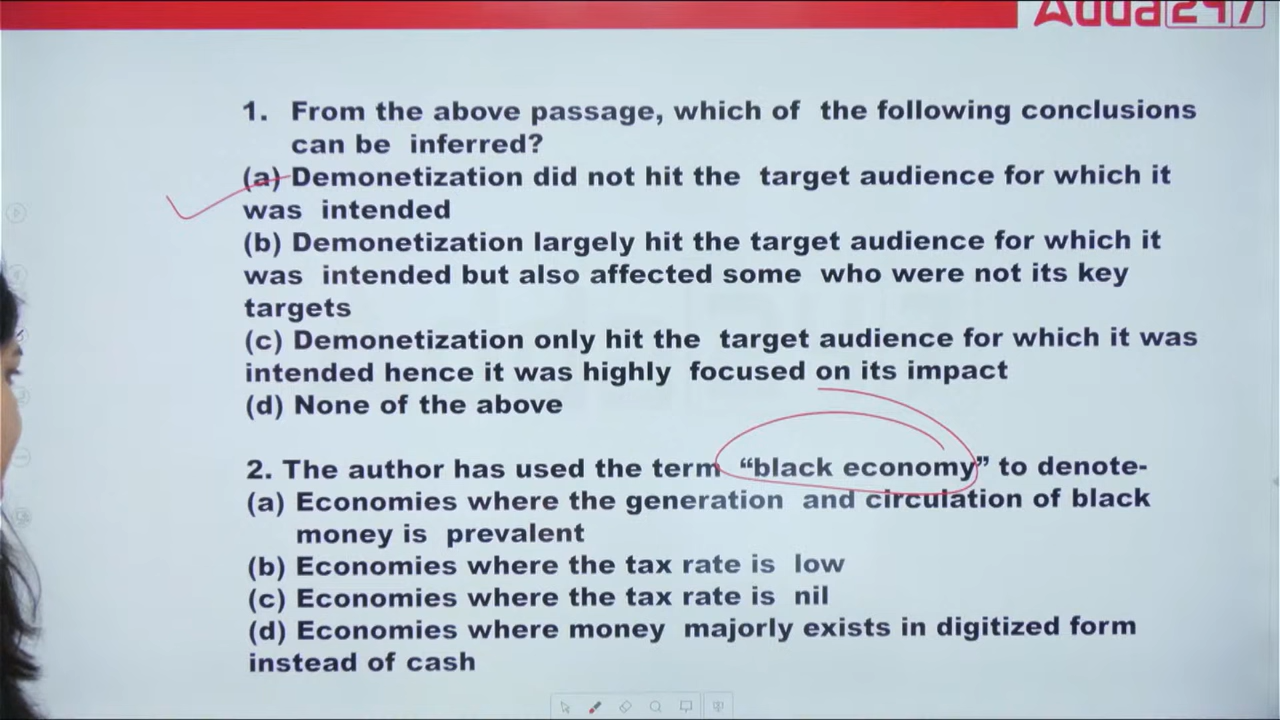 Adda247
1. From the above passage, which of the following conclusions
can be inferred?
(a) Demonetization did not hit the target audience for which it
was intended
(b) Demonetization largely hit the target audience for which it
was intended but also affected some who were not its key
targets
(c) Demonetization only hit the target audience for which it was
intended hence it was highly focused on its impact
(d) None of the above
2. The author has used the term “black economy” to denote-
(a) Economies where the generation and circulation of black
money is prevalent
(b) Economies where the tax rate is low
(c) Economies where the tax rate is nil
(d) Economies where money majorly exists in digitized form
instead of cash